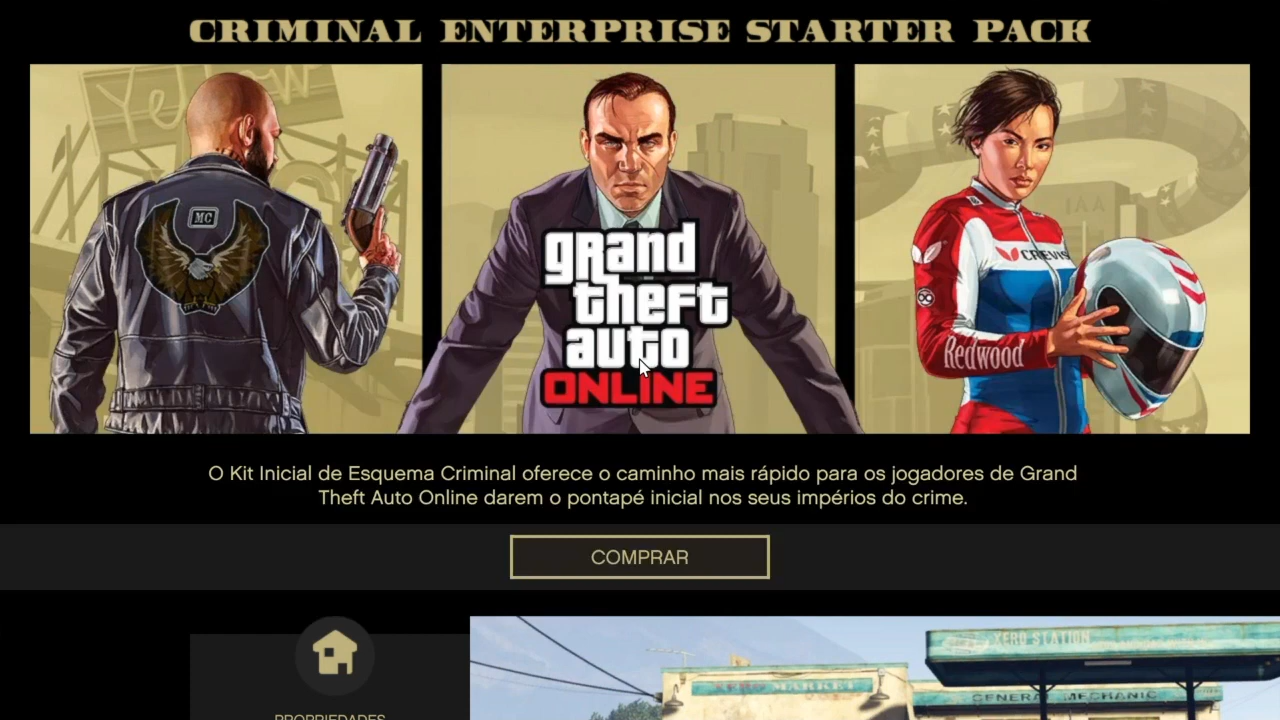 CRIMINAL ENTERPRISE STARTER PACK
Yellow
MC
grand
theft
auto
ONLINE
IAA
CREVIS
Redwood
O Kit Inicial de Esquema Criminal oferece o caminho mais rápido para os jogadores de Grand
Theft Auto Online darem o pontapé inicial nos seus impérios do crime.
COMPRAR
XERO STATION
XERO MARKET
GENERAL MECHANIC
PROPRIEDADES